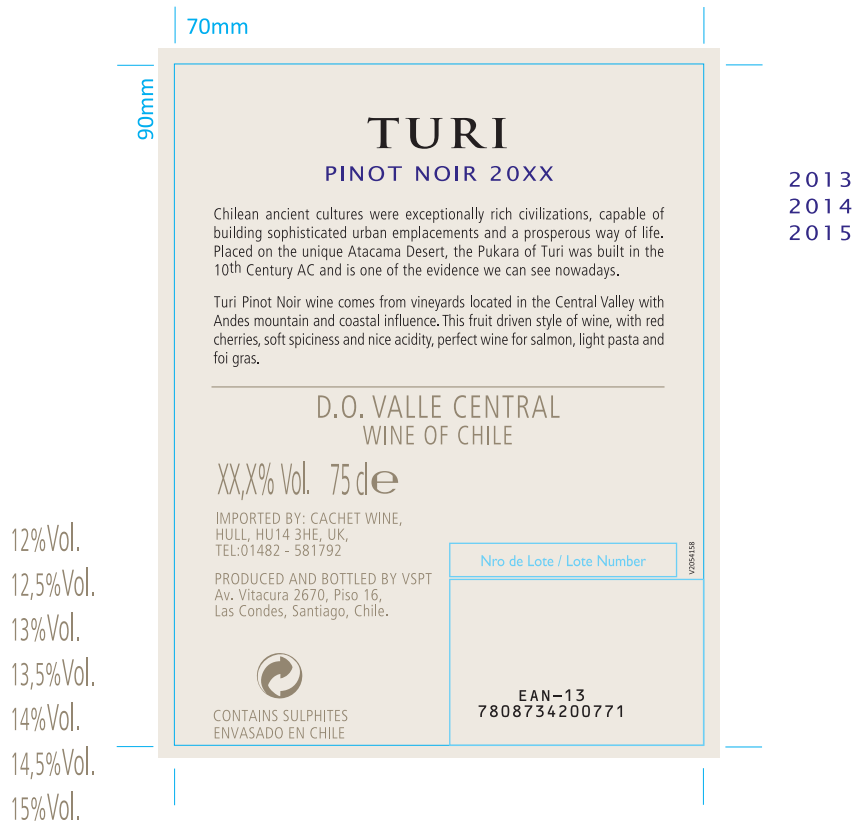 70mm
90mm
TURI
PINOT NOIR 20XX
2013
2014
2015
Chilean ancient cultures were exceptionally rich civilizations, capable of
building sophisticated urban emplacements and a prosperous way of life.
Placed on the unique Atacama Desert, the Pukara of Turi was built in the
10th Century AC and is one of the evidence we can see nowadays.
Turi Pinot Noir wine comes from vineyards located in the Central Valley with
Andes mountain and coastal influence. This fruit driven style of wine, with red
cherries, soft spiciness and nice acidity, perfect wine for salmon, light pasta and
foi gras.
D.O. VALLE CENTRAL
WINE OF CHILE
XX,X% Vol. 75 cl e
IMPORTED BY: CACHET WINE,
HULL, HU14 3HE, UK,
TEL:01482 - 581792
PRODUCED AND BOTTLED BY VSPT
Av. Vitacura 2670, Piso 16,
Las Condes, Santiago, Chile.
Nro de Lote / Lote Number
V2054158
EAN-13
7808734200771
CONTAINS SULPHITES
ENVASADO EN CHILE
12%Vol.
12,5%Vol.
13%Vol.
13,5%Vol.
14%Vol.
14,5%Vol.
15%Vol.